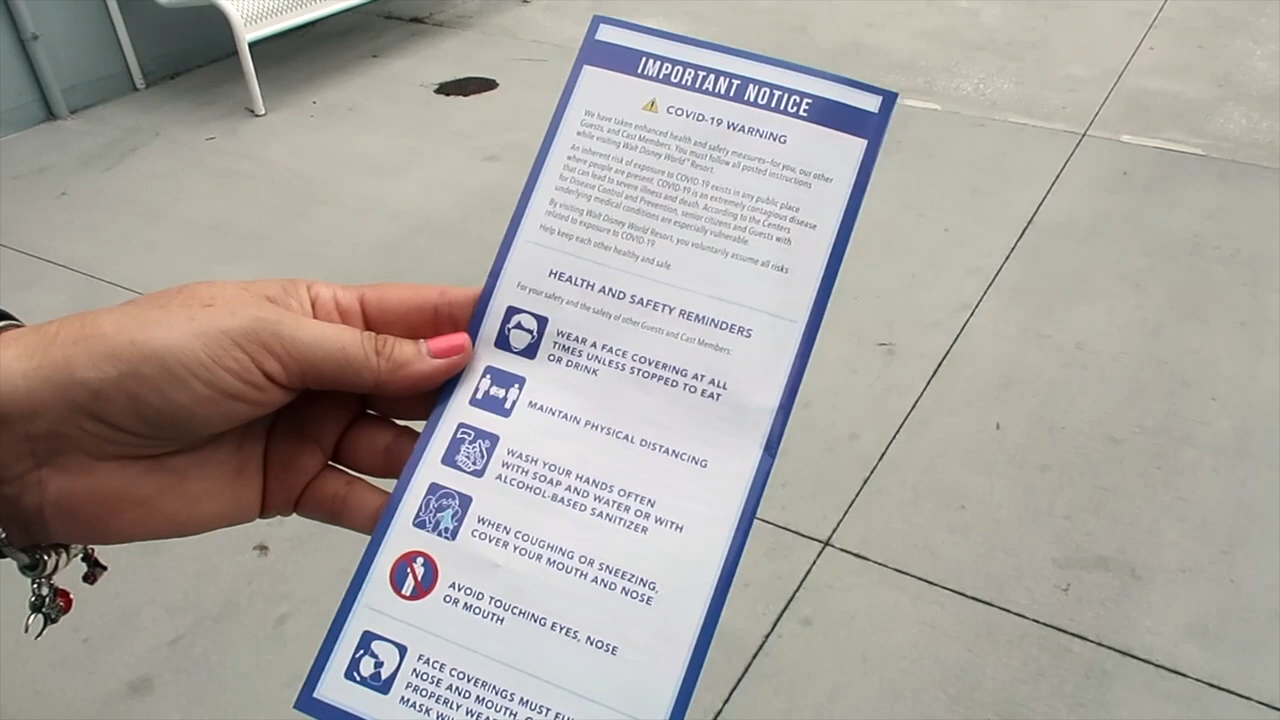 IMPORTANT NOTICE
COVID-19 WARNING
We have taken enhanced health and safety measures—for you, our other
Guests, and Cast Members. You must follow all posted instructions
while visiting Walt Disney World℠ Resort.
An inherent risk of exposure to COVID-19 exists in any public place
where people are present. COVID-19 is an extremely contagious disease
that can lead to severe illness and death. According to the Centers
for Disease Control and Prevention, senior citizens and Guests with
underlying medical conditions are especially vulnerable.
By visiting Walt Disney World Resort, you voluntarily assume all risks
related to exposure to COVID-19.
Help keep each other healthy and safe.
HEALTH AND SAFETY REMINDERS
For your safety and the safety of other Guests and Cast Members:
WEAR A FACE COVERING AT ALL
TIMES UNLESS STOPPED TO EAT
OR DRINK
MAINTAIN PHYSICAL DISTANCING
WASH YOUR HANDS OFTEN
WITH SOAP AND WATER OR WITH
ALCOHOL-BASED SANITIZER
WHEN COUGHING OR SNEEZING,
COVER YOUR MOUTH AND NOSE
AVOID TOUCHING EYES, NOSE
OR MOUTH
FACE COVERINGS MUST
NOSE AND MOUTH,
PROPERLY
MASK